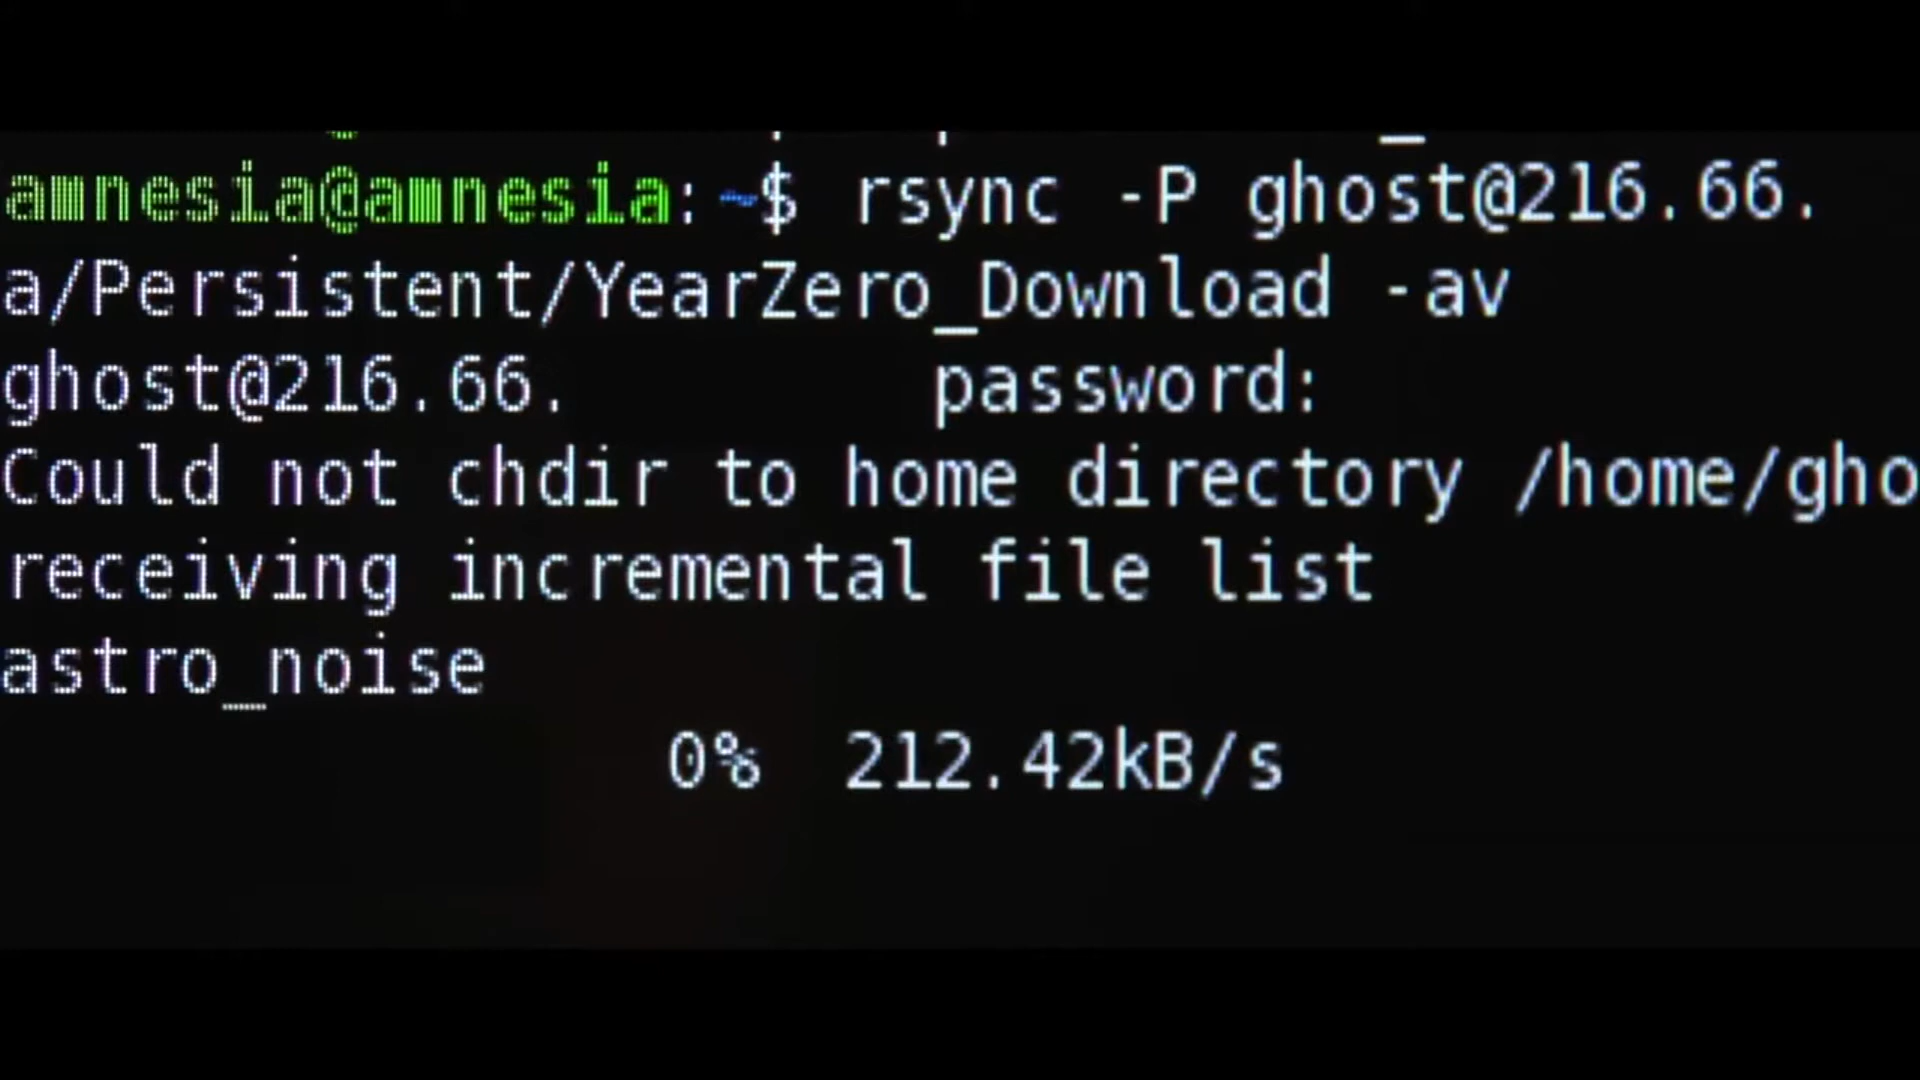 amnesia@amnesia:~$ rsync -P ghost@216.66.
a/Persistent/YearZero_Download -av
ghost@216.66. password:
Could not chdir to home directory /home/gho
receiving incremental file list
astro_noise
0% 212.42kB/s